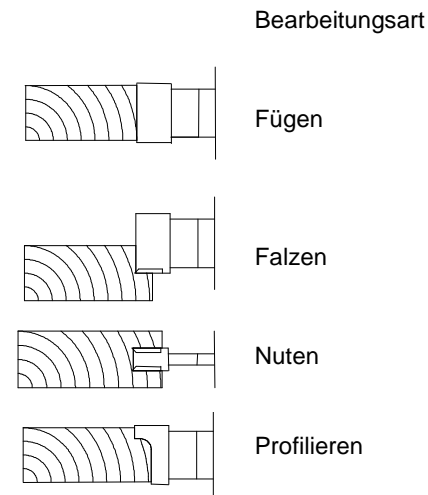 Bearbeitungsart
Fügen
Falzen
Nuten
Profilieren